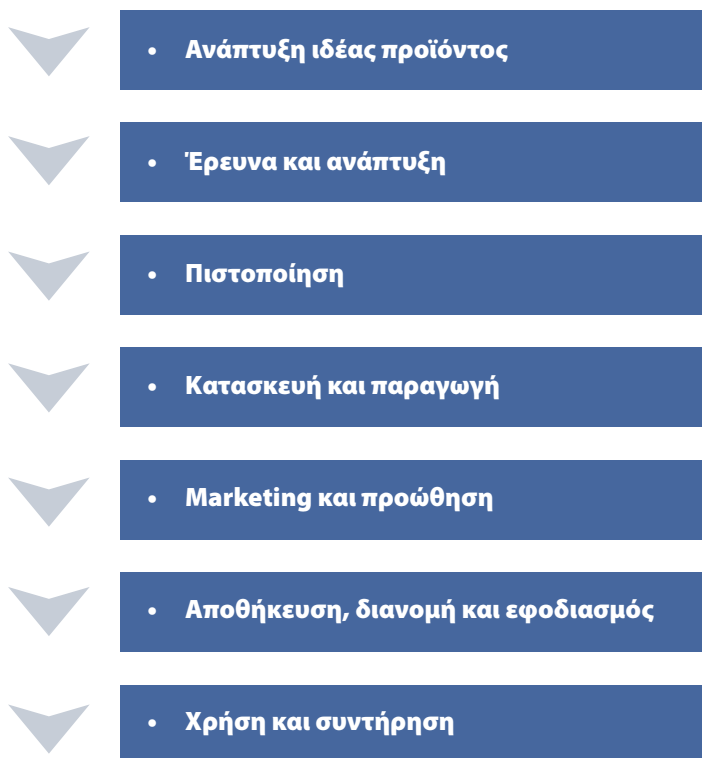 • Ανάπτυξη ιδέας προϊόντος
• Έρευνα και ανάπτυξη
• Πιστοποίηση
• Κατασκευή και παραγωγή
• Marketing και προώθηση
• Αποθήκευση, διανομή και εφοδιασμός
• Χρήση και συντήρηση